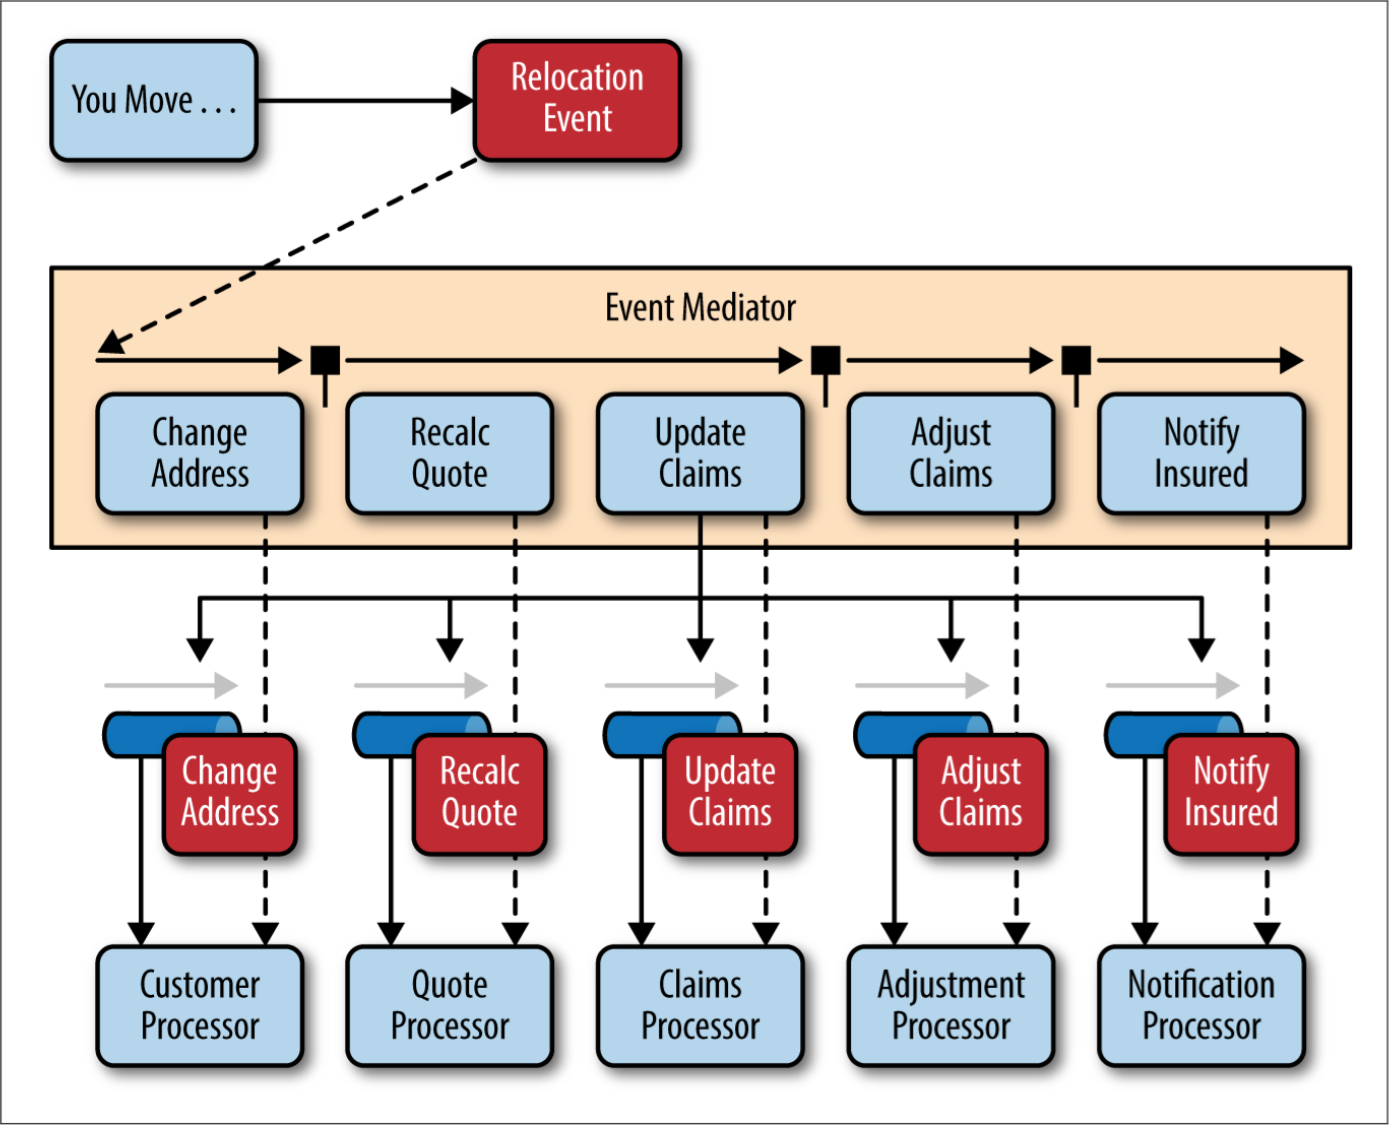 You Move . . .
Relocation
Event
Event Mediator
Change
Address
Recalc
Quote
Update
Claims
Adjust
Claims
Notify
Insured
Change
Address
Recalc
Quote
Update
Claims
Adjust
Claims
Notify
Insured
Customer
Processor
Quote
Processor
Claims
Processor
Adjustment
Processor
Notification
Processor